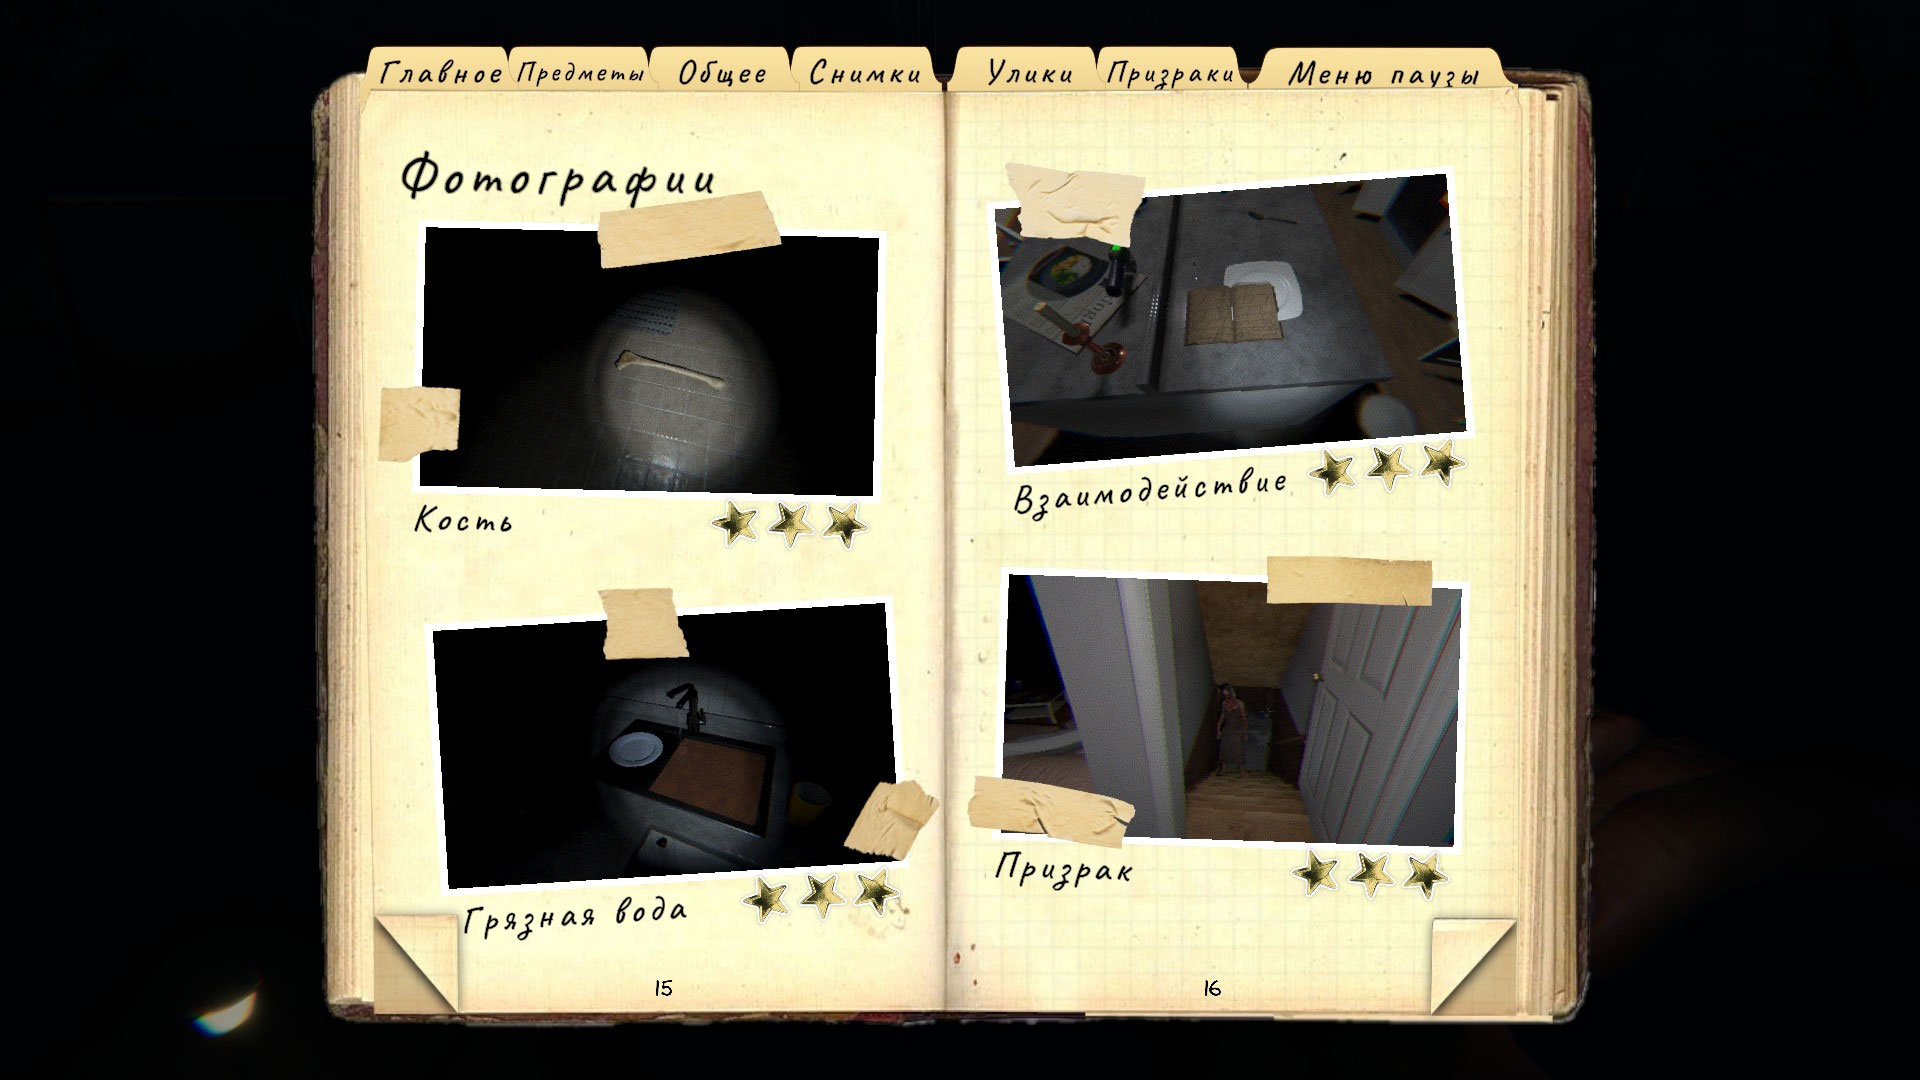 Главное Предметы Общее Снимки Улики Призраки Меню паузы
Фотографии
Кость
Грязная вода
15
Взаимодействие
Призрак
16